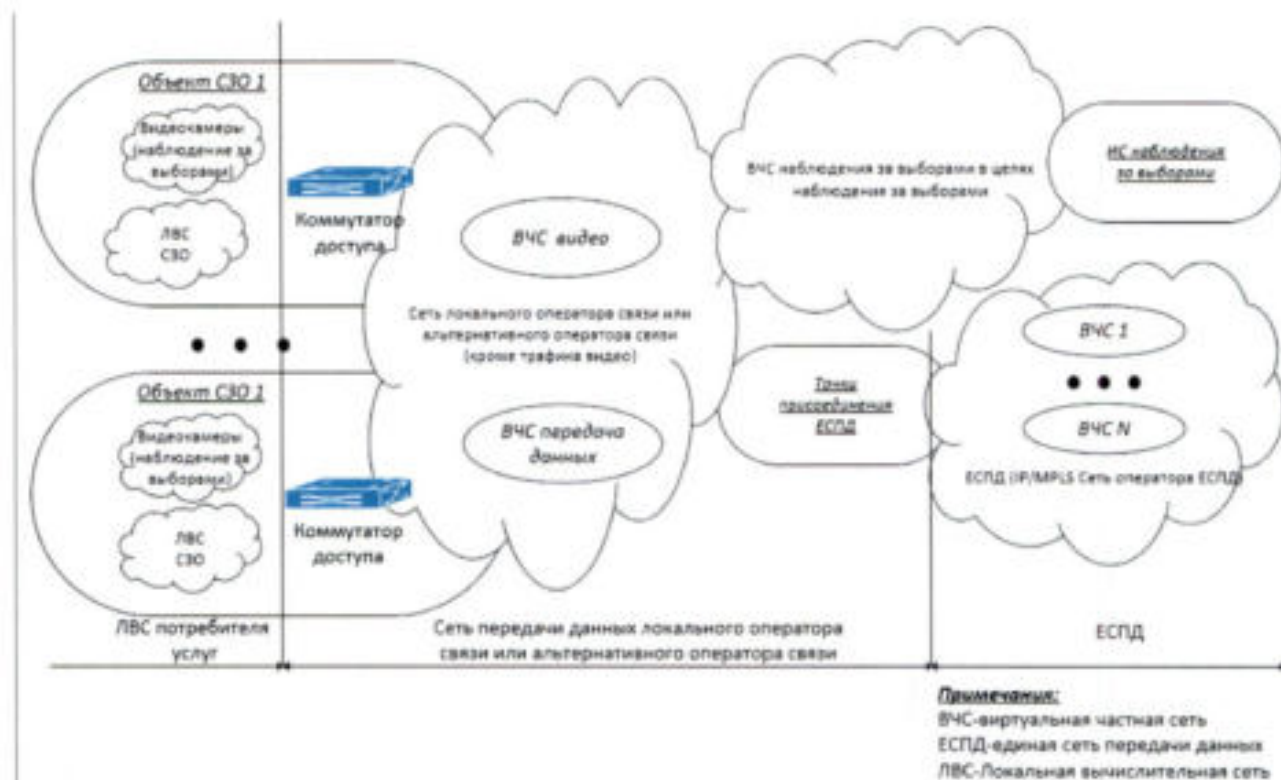 Объект СЗО 1
Видеокамеры
(наблюдение за
выборами)
ЛВС
СЗО
Коммутатор
доступа
ВЧС видео
Сеть локального оператора связи или
альтернативного оператора связи
(кроме трафика видео)
ВЧС передача
данных
ВЧС наблюдения за выборами в целях
наблюдения за выборами
ИС наблюдения
за выборами
Объект СЗО 1
Видеокамеры
(наблюдение за
выборами)
ЛВС
СЗО
Коммутатор
доступа
Точки
присоединения
ЕСПД
ВЧС 1
ВЧС N
ЕСПД (IP/MPLS Сеть оператора ЕСПД)
ЛВС потребителя
услуг
Сеть передачи данных локального оператора
связи или альтернативного оператора связи
ЕСПД
Примечания:
ВЧС-виртуальная частная сеть
ЕСПД-единая сеть передачи данных
ЛВС-Локальная вычислительная сеть